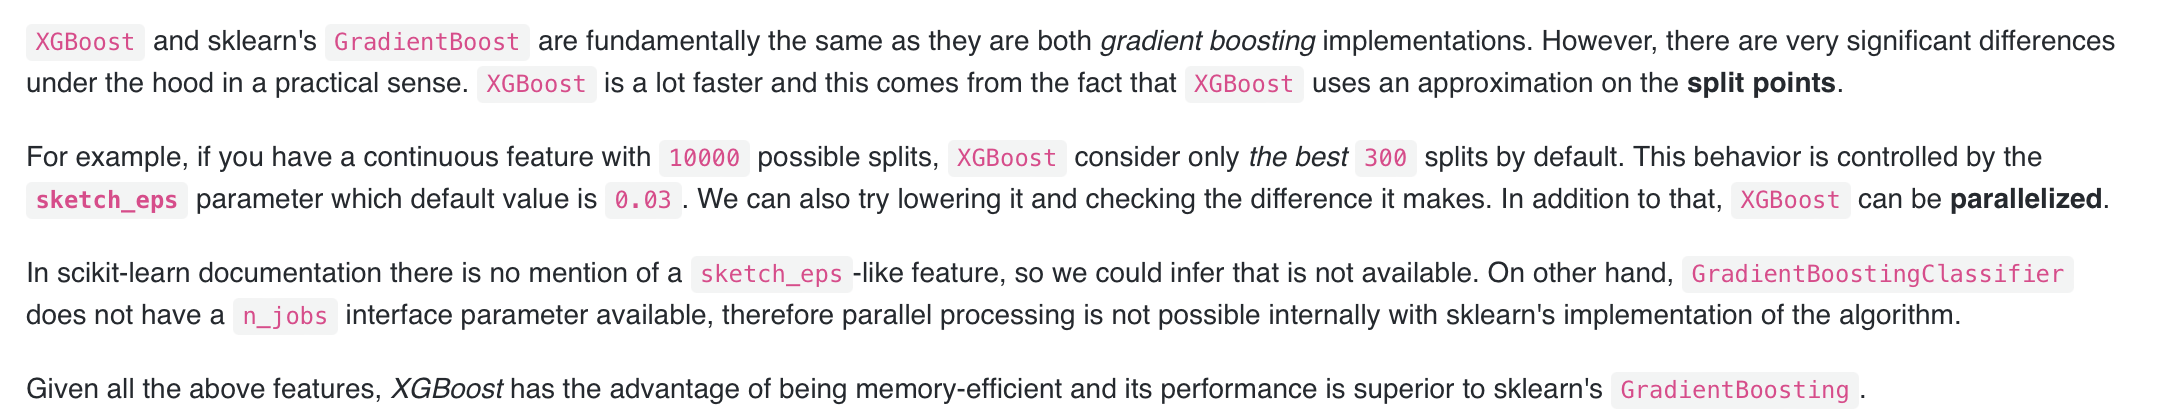 XGBoost and sklearn's GradientBoost are fundamentally the same as they are both gradient boosting implementations. However, there are very significant differences
under the hood in a practical sense. XGBoost is a lot faster and this comes from the fact that XGBoost uses an approximation on the split points.
For example, if you have a continuous feature with 10000 possible splits, XGBoost consider only the best 300 splits by default. This behavior is controlled by the
sketch_eps parameter which default value is 0.03. We can also try lowering it and checking the difference it makes. In addition to that, XGBoost can be parallelized.
In scikit-learn documentation there is no mention of a sketch_eps-like feature, so we could infer that is not available. On other hand, GradientBoostingClassifier
does not have a n_jobs interface parameter available, therefore parallel processing is not possible internally with sklearn's implementation of the algorithm.
Given all the above features, XGBoost has the advantage of being memory-efficient and its performance is superior to sklearn's GradientBoosting.